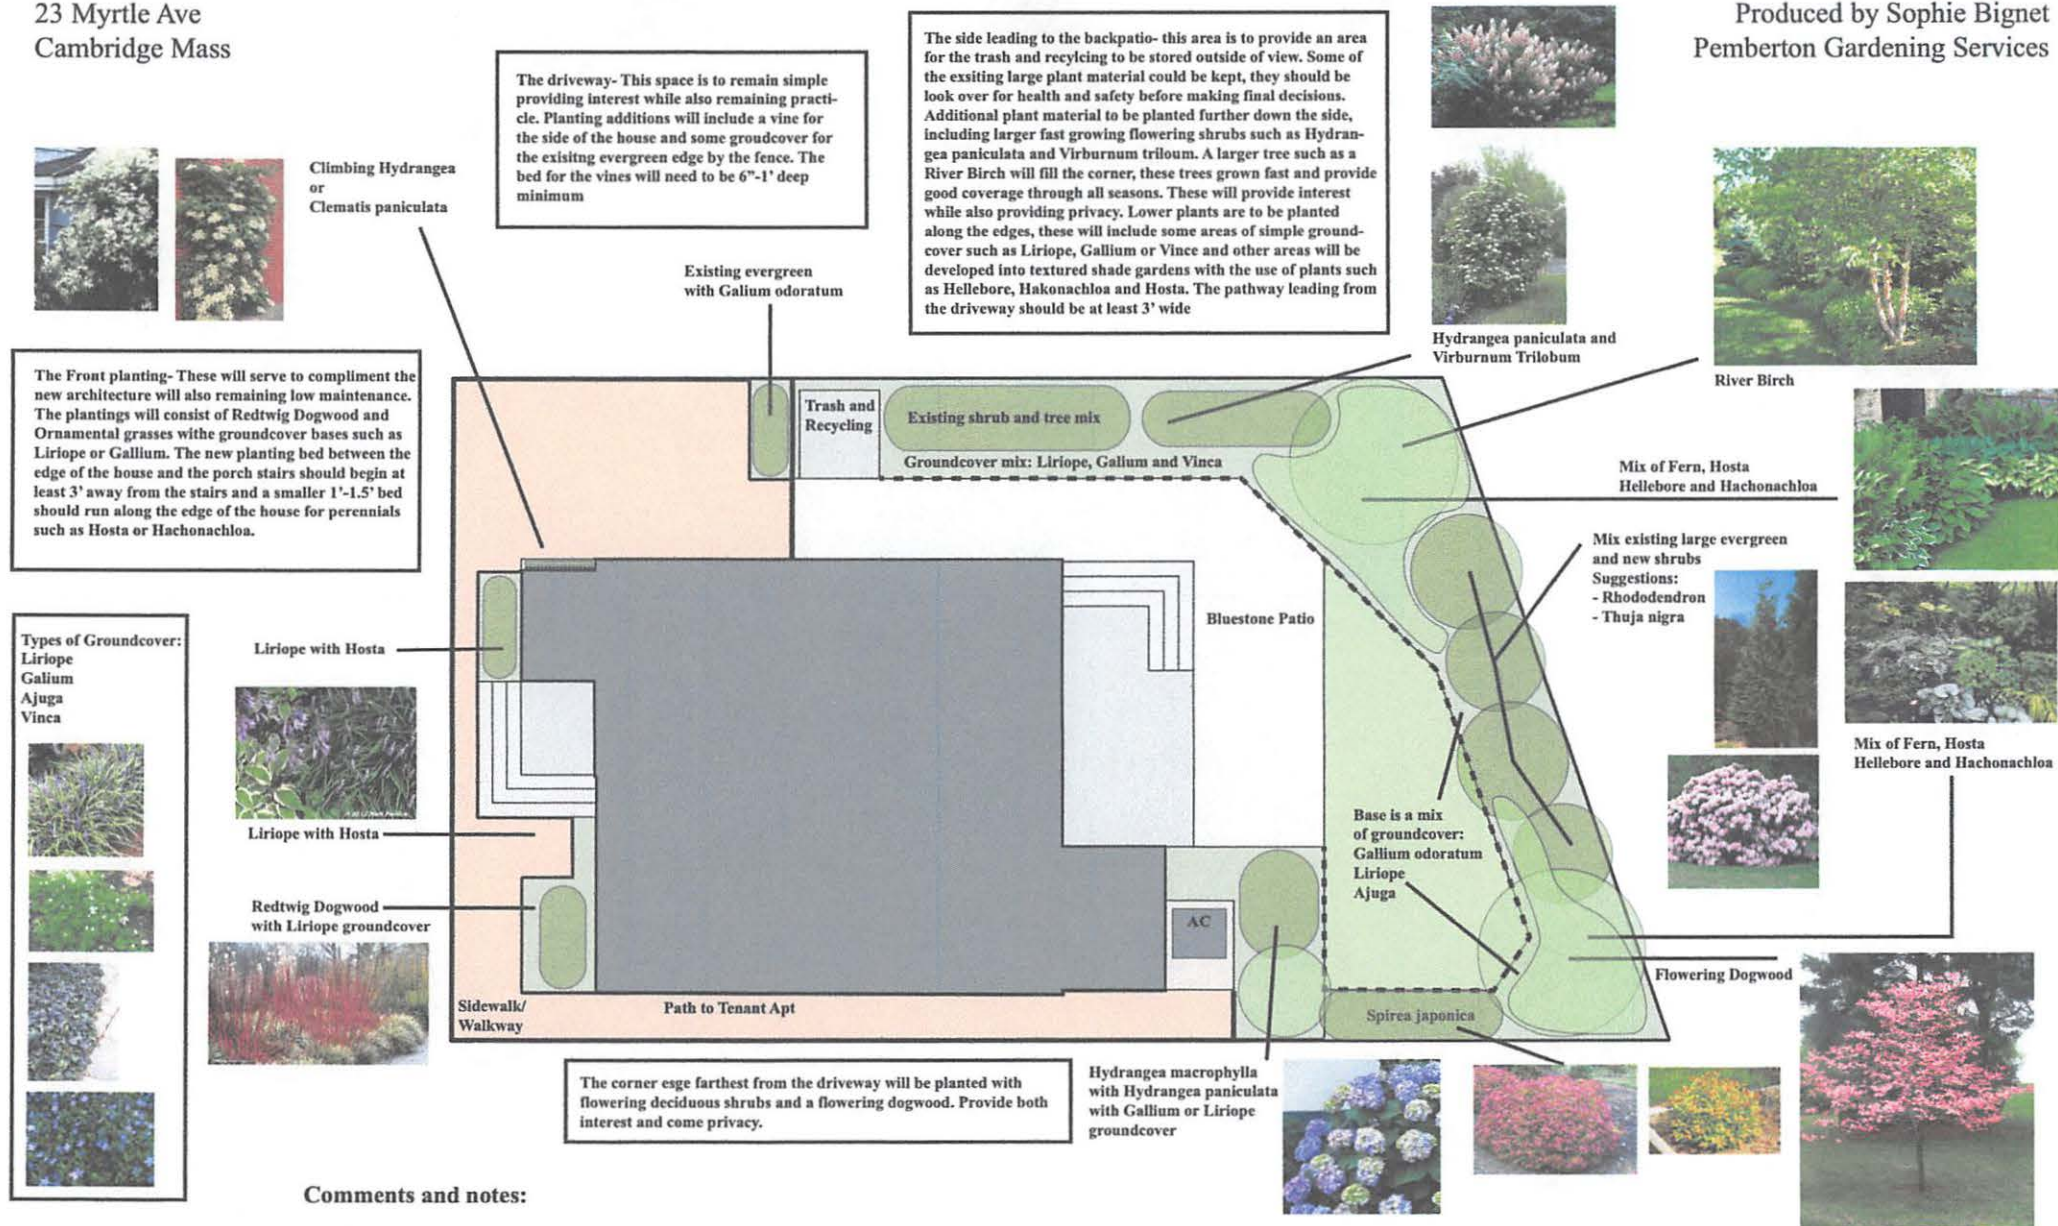 23 Myrtle Ave
Cambridge Mass
Produced by Sophie Bignet
Pemberton Gardening Services
The driveway- This space is to remain simple
providing interest while also remaining practi-
cle. Planting additions will include a vine for
the side of the house and some groudcover for
the exisitng evergreen edge by the fence. The
bed for the vines will need to be 6"-1' deep
minimum
The side leading to the backpatio- this area is to provide an area
for the trash and recylcing to be stored outside of view. Some of
the exsiting large plant material could be kept, they should be
look over for health and safety before making final decisions.
Additional plant material to be planted further down the side,
including larger fast growing flowering shrubs such as Hydran-
gea paniculata and Virburnum triloum. A larger tree such as a
River Birch will fill the corner, these trees grown fast and provide
good coverage through all seasons. These will provide interest
while also providing privacy. Lower plants are to be planted
along the edges, these will include some areas of simple ground-
cover such as Liriope, Gallium or Vince and other areas will be
developed into textured shade gardens with the use of plants such
as Hellebore, Hakonachloa and Hosta. The pathway leading from
the driveway should be at least 3' wide
Climbing Hydrangea
or
Clematis paniculata
Existing evergreen
with Galium odoratum
Hydrangea paniculata and
Virburnum Trilobum
River Birch
The Front planting- These will serve to compliment the
new architecture will also remaining low maintenance.
The plantings will consist of Redtwig Dogwood and
Ornamental grasses withe groundcover bases such as
Liriope or Gallium. The new planting bed between the
edge of the house and the porch stairs should begin at
least 3' away from the stairs and a smaller 1'-1.5' bed
should run along the edge of the house for perennials
such as Hosta or Hachonachloa.
Trash and
Recycling
Existing shrub and tree mix
Groundcover mix: Liriope, Galium and Vinca
Mix of Fern, Hosta
Hellebore and Hachonachloa
Mix existing large evergreen
and new shrubs
Suggestions:
- Rhododendron
- Thuja nigra
Bluestone Patio
Types of Groundcover:
Liriope
Galium
Ajuga
Vinca
Liriope with Hosta
Liriope with Hosta
Redtwig Dogwood
with Liriope groundcover
Mix of Fern, Hosta
Hellebore and Hachonachloa
Base is a mix
of groundcover:
Gallium odoratum
Liriope
Ajuga
AC
Flowering Dogwood
Sidewalk/
Walkway
Path to Tenant Apt
Spirea japonica
The corner esge farthest from the driveway will be planted with
flowering deciduous shrubs and a flowering dogwood. Provide both
interest and come privacy.
Hydrangea macrophylla
with Hydrangea paniculata
with Gallium or Liriope
groundcover
Comments and notes: